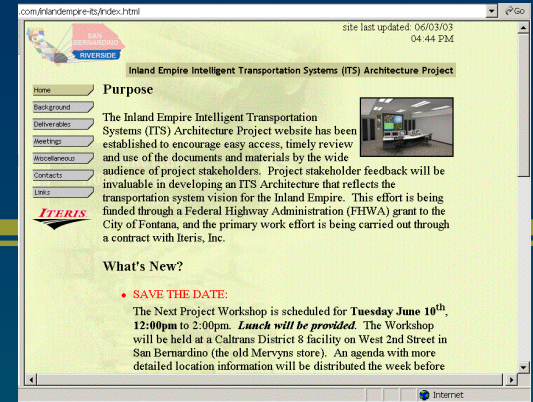 .com/inlandempire-its/index.html
Go
site last updated: 06/03/03
04:44 PM
SAN
BERNARDINO
RIVERSIDE
Inland Empire Intelligent Transportation Systems (ITS) Architecture Project
Home
Background
Deliverables
Meetings
Miscellaneous
Contacts
Links
ITERIS
Purpose
The Inland Empire Intelligent Transportation
Systems (ITS) Architecture Project website has been
established to encourage easy access, timely review
and use of the documents and materials by the wide
audience of project stakeholders. Project stakeholder feedback will be
invaluable in developing an ITS Architecture that reflects the
transportation system vision for the Inland Empire. This effort is being
funded through a Federal Highway Administration (FHWA) grant to the
City of Fontana, and the primary work effort is being carried out through
a contract with Iteris, Inc.
What's New?
• SAVE THE DATE:
The Next Project Workshop is scheduled for Tuesday June 10th,
12:00pm to 2:00pm. Lunch will be provided. The Workshop
will be held at a Caltrans District 8 facility on West 2nd Street in
San Bernardino (the old Mervyns store). An agenda with more
detailed location information will be distributed the week before
Internet